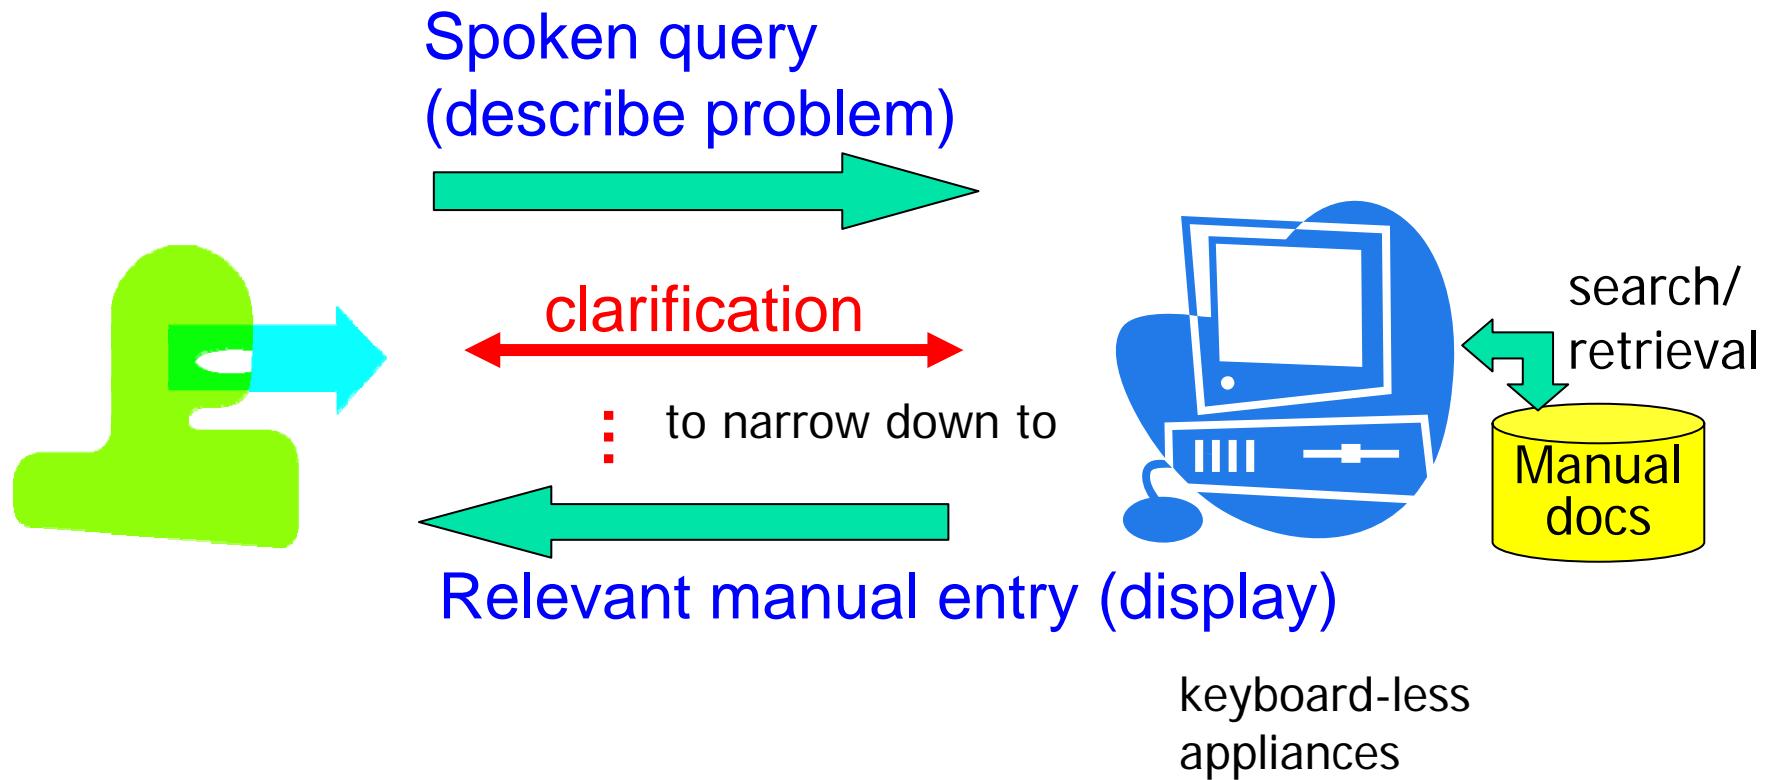 Spoken query
(describe problem)
clarification
to narrow down to
search/
retrieval
Manual
docs
Relevant manual entry (display)
keyboard-less
appliances